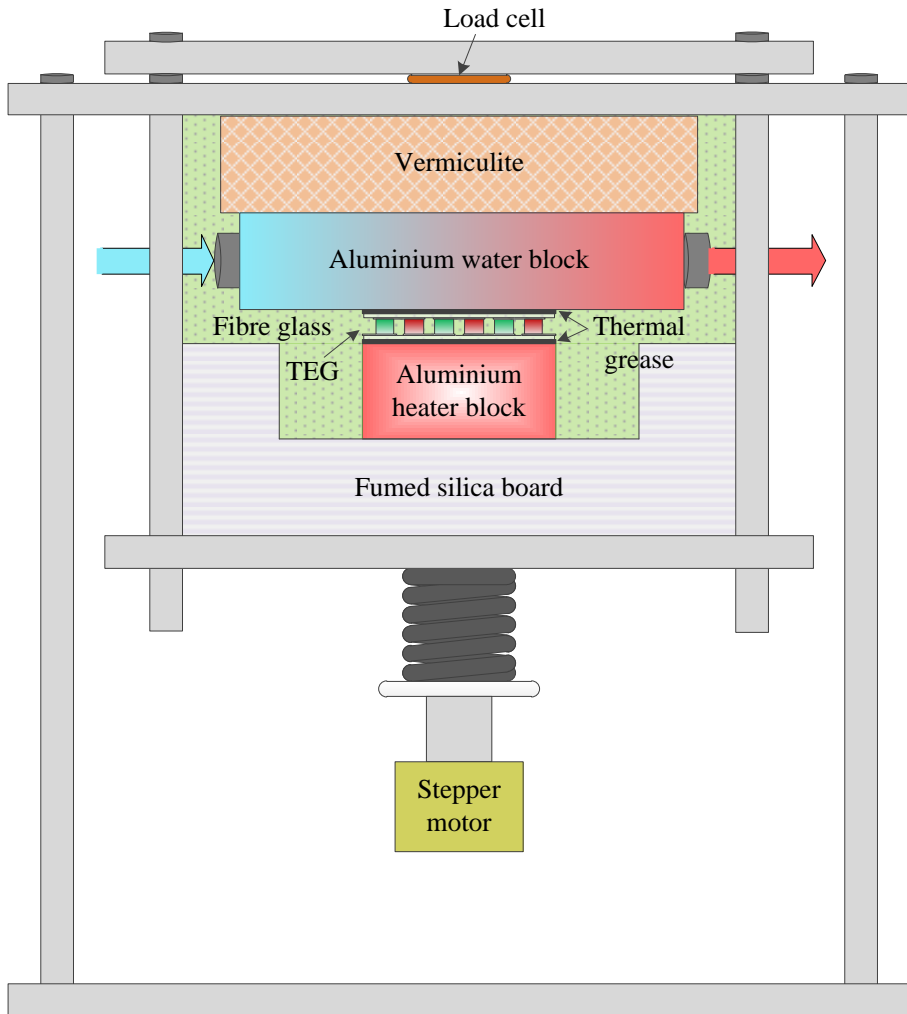 Load cell
Vermiculite
Aluminium water block
Fibre glass
Thermal
grease
TEG
Aluminium
heater block
Fumed silica board
Stepper
motor